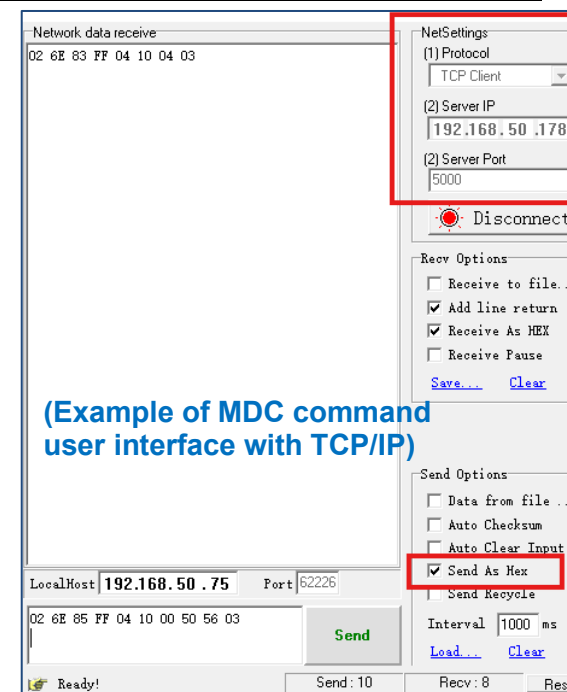 Network data receive
02 6E 83 FF 04 10 04 03
(Example of MDC command
user interface with TCP/IP)
LocalHost 192.168.50.75 Port 62226
02 6E 85 FF 04 10 00 50 56 03
Send
NetSettings
(1) Protocol
TCP Client
(2) Server IP
192.168.50.178
(2) Server Port
5000
Disconnect
Recv Options
Receive to file..
Add line return
Receive As HEX
Receive Pause
Save... Clear
Send Options
Data from file ..
Auto Checksum
Auto Clear Input
Send As Hex
Send Recycle
Interval 1000 ms
Load... Clear
Ready! Send : 10 Recv : 8 Res